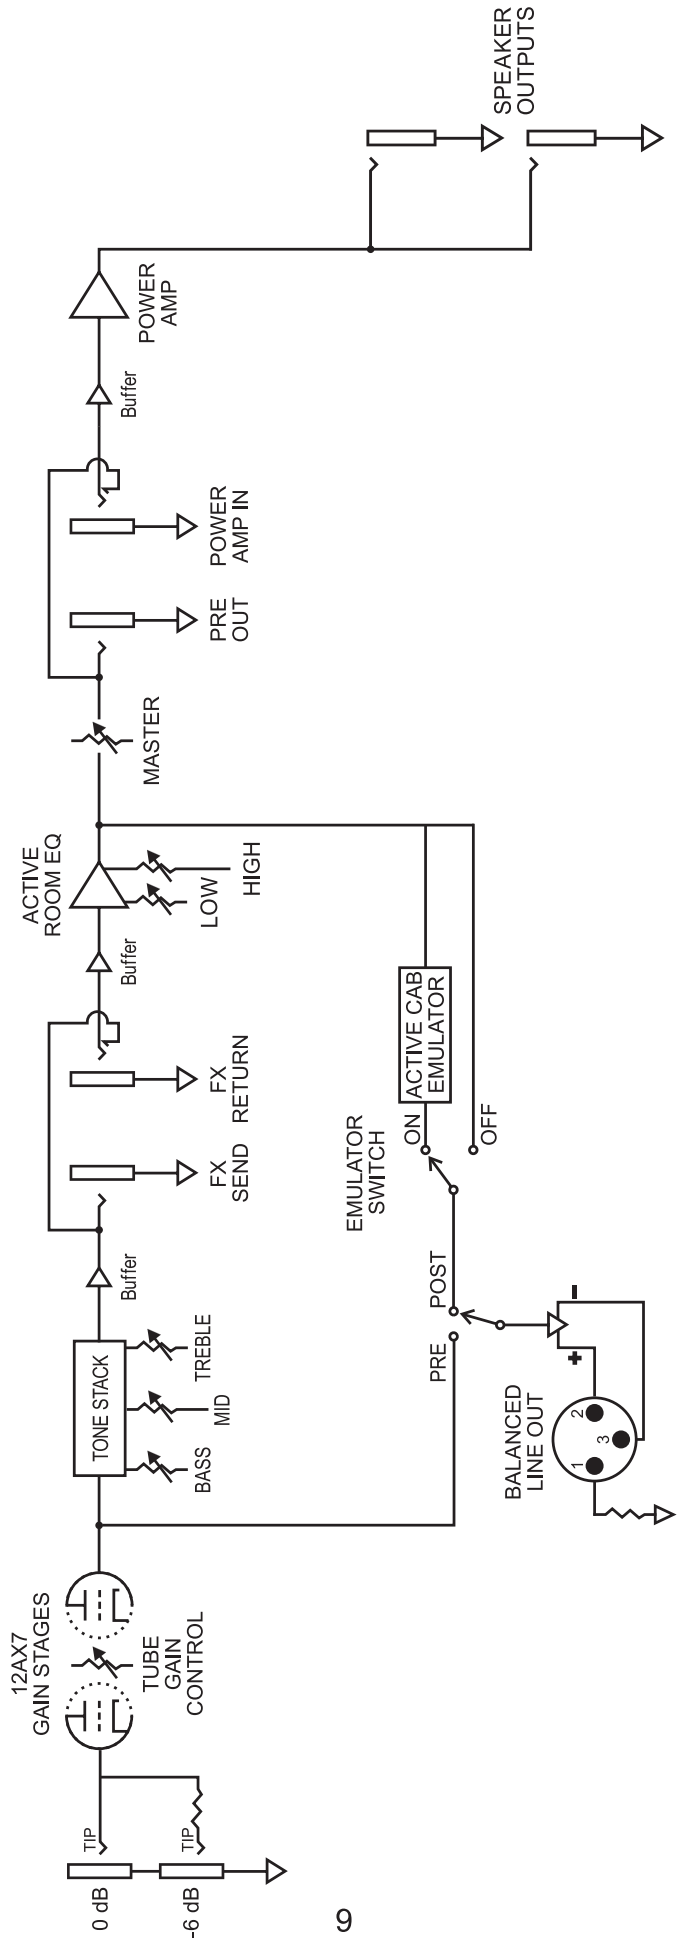 0 dB
-6 dB
TIP
TIP
12AX7
GAIN STAGES
TUBE
GAIN
CONTROL
TONE STACK
BASS
MID
TREBLE
Buffer
FX
SEND
FX
RETURN
Buffer
ACTIVE
ROOM EQ
LOW
HIGH
MASTER
PRE
OUT
POWER
AMP IN
Buffer
POWER
AMP
SPEAKER
OUTPUTS
BALANCED
LINE OUT
1
2
3
+
-
PRE
POST
EMULATOR
SWITCH
ON
OFF
ACTIVE CAB
EMULATOR
9